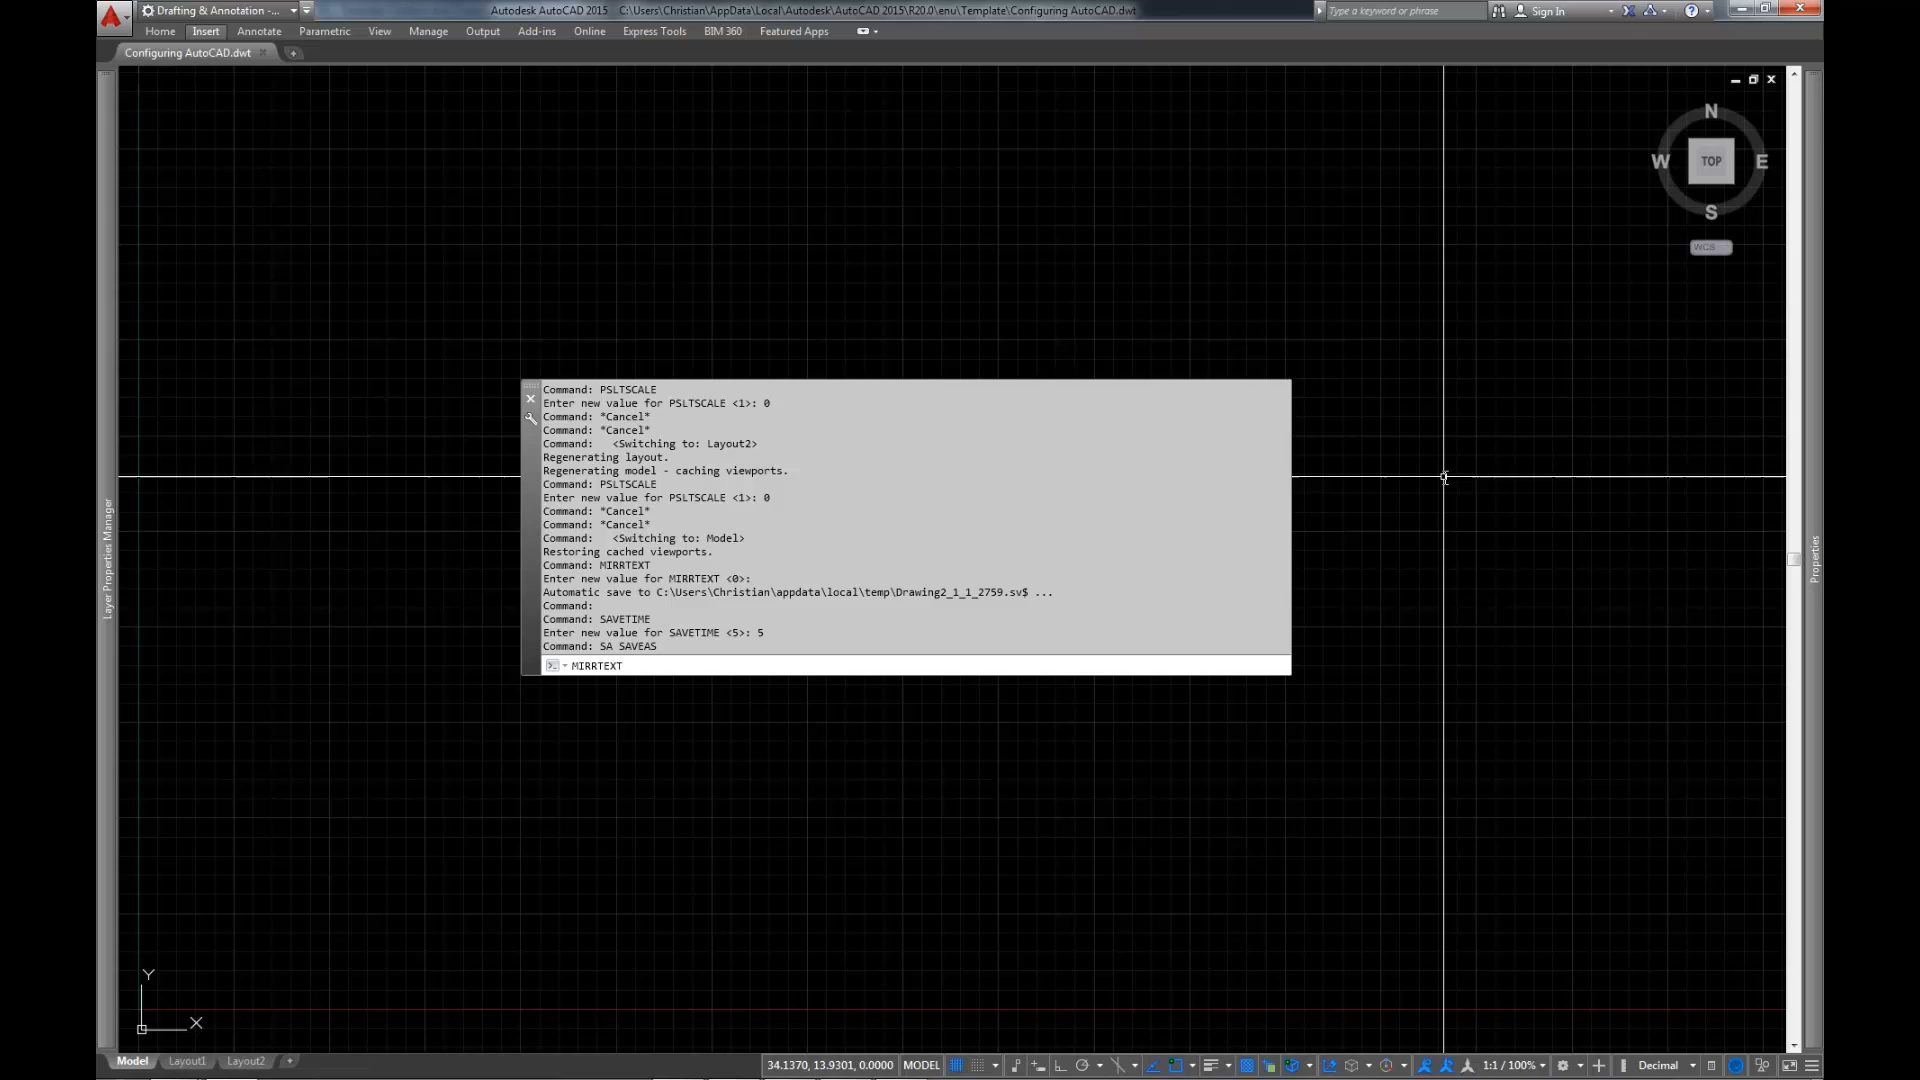 Drafting & Annotation -...
Autodesk AutoCAD 2015 C:\Users\Christian\AppData\Local\Autodesk\AutoCAD 2015\R20.0\enu\Template\Configuring AutoCAD.dwt
Type a keyword or phrase
Sign In
Home Insert Annotate Parametric View Manage Output Add-ins Online Express Tools BIM 360 Featured Apps
Configuring AutoCAD.dwt
N
W TOP E
S
WCS
Layer Properties Manager
Properties
Command: PSLTSCALE
Enter new value for PSLTSCALE <1>: 0
Command: *Cancel*
Command: *Cancel*
Command: <Switching to: Layout2>
Regenerating layout.
Regenerating model - caching viewports.
Command: PSLTSCALE
Enter new value for PSLTSCALE <1>: 0
Command: *Cancel*
Command: *Cancel*
Command: <Switching to: Model>
Restoring cached viewports.
Command: MIRRTEXT
Enter new value for MIRRTEXT <0>:
Automatic save to C:\Users\Christian\appdata\local\temp\Drawing2_1_1_2759.sv$ ...
Command:
Command: SAVETIME
Enter new value for SAVETIME <5>: 5
Command: SA SAVEAS
MIRRTEXT
Y
X
Model Layout1 Layout2
34.1370, 13.9301, 0.0000 MODEL 1:1 / 100% Decimal